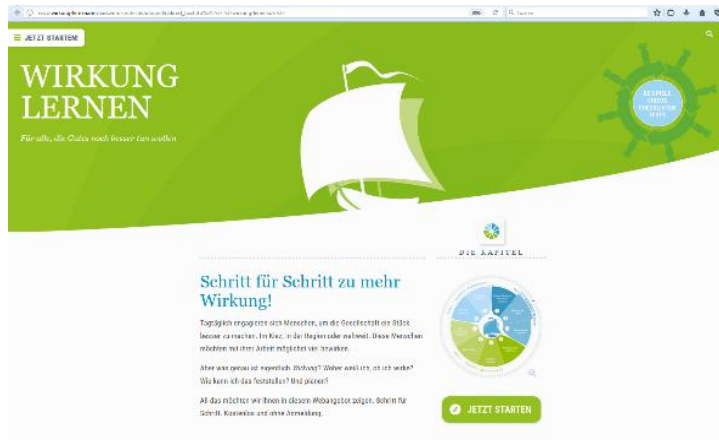 JETZT STARTEN!
WIRKUNG
LERNEN
Für alle, die Gutes noch besser tun wollen
BEISPIELE
VIDEOS
CHECKLISTEN
DIE KAPITEL
Schritt für Schritt zu mehr
Wirkung!
Tagtäglich engagieren sich Menschen, um die Gesellschaft ein Stück
besser zu machen. Im Kiez, in der Region oder weltweit. Diese Menschen
möchten mit ihrer Arbeit möglichst viel bewirken.
Aber was genau ist eigentlich Wirkung? Woher weiß ich, ob ich wirke?
Wie kann ich das feststellen? Und planen?
All das möchten wir Ihnen in diesem Webangebot zeigen. Schritt für
Schritt. Kostenlos und ohne Anmeldung.
JETZT STARTEN